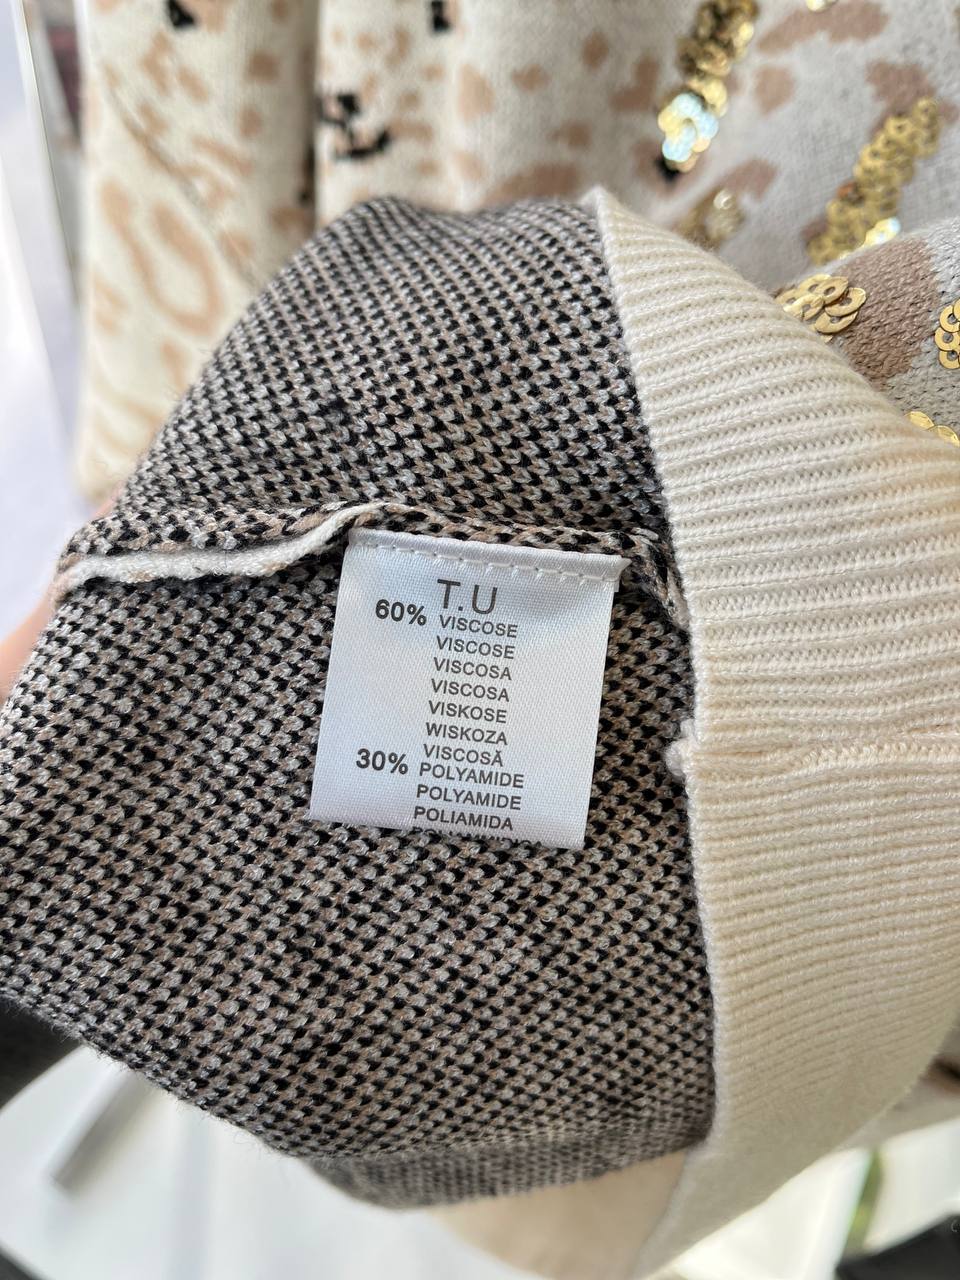 T.U
60% VISCOSE
VISCOSE
VISCOSA
VISCOSA
VISKOSE
WISKOZA
VISCOSĂ
30% POLYAMIDE
POLYAMIDE
POLIAMIDA